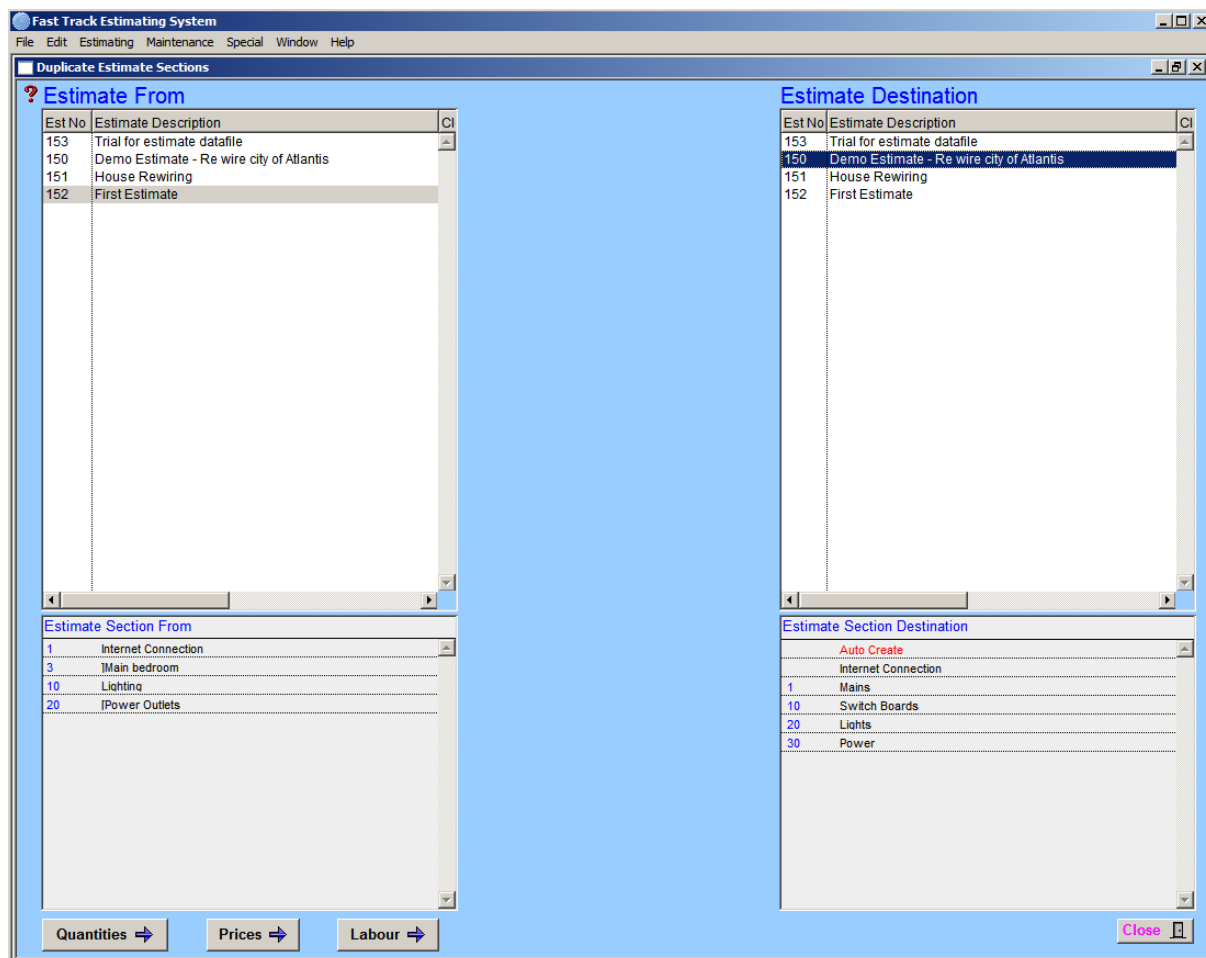 Fast Track Estimating System
File Edit Estimating Maintenance Special Window Help
Duplicate Estimate Sections
? Estimate From
Est No Estimate Description Cl
153 Trial for estimate datafile
150 Demo Estimate - Re wire city of Atlantis
151 House Rewiring
152 First Estimate
Estimate Section From
1 Internet Connection
3 ]Main bedroom
10 Lighting
20 [Power Outlets
Quantities Prices Labour
Estimate Destination
Est No Estimate Description Cl
153 Trial for estimate datafile
150 Demo Estimate - Re wire city of Atlantis
151 House Rewiring
152 First Estimate
Estimate Section Destination
Auto Create
Internet Connection
1 Mains
10 Switch Boards
20 Lights
30 Power
Close